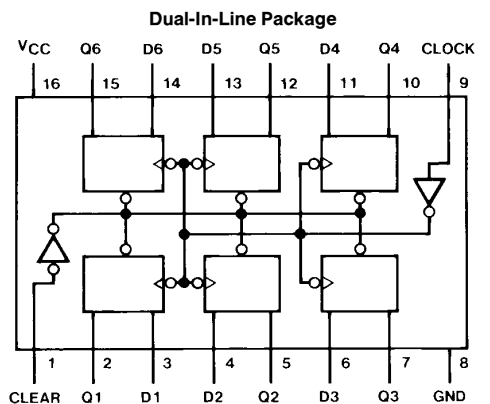 Dual-In-Line Package
VCC Q6 D6 D5 Q5 D4 Q4 CLOCK
16 15 14 13 12 11 10 9
1 2 3 4 5 6 7 8
CLEAR Q1 D1 D2 Q2 D3 Q3 GND